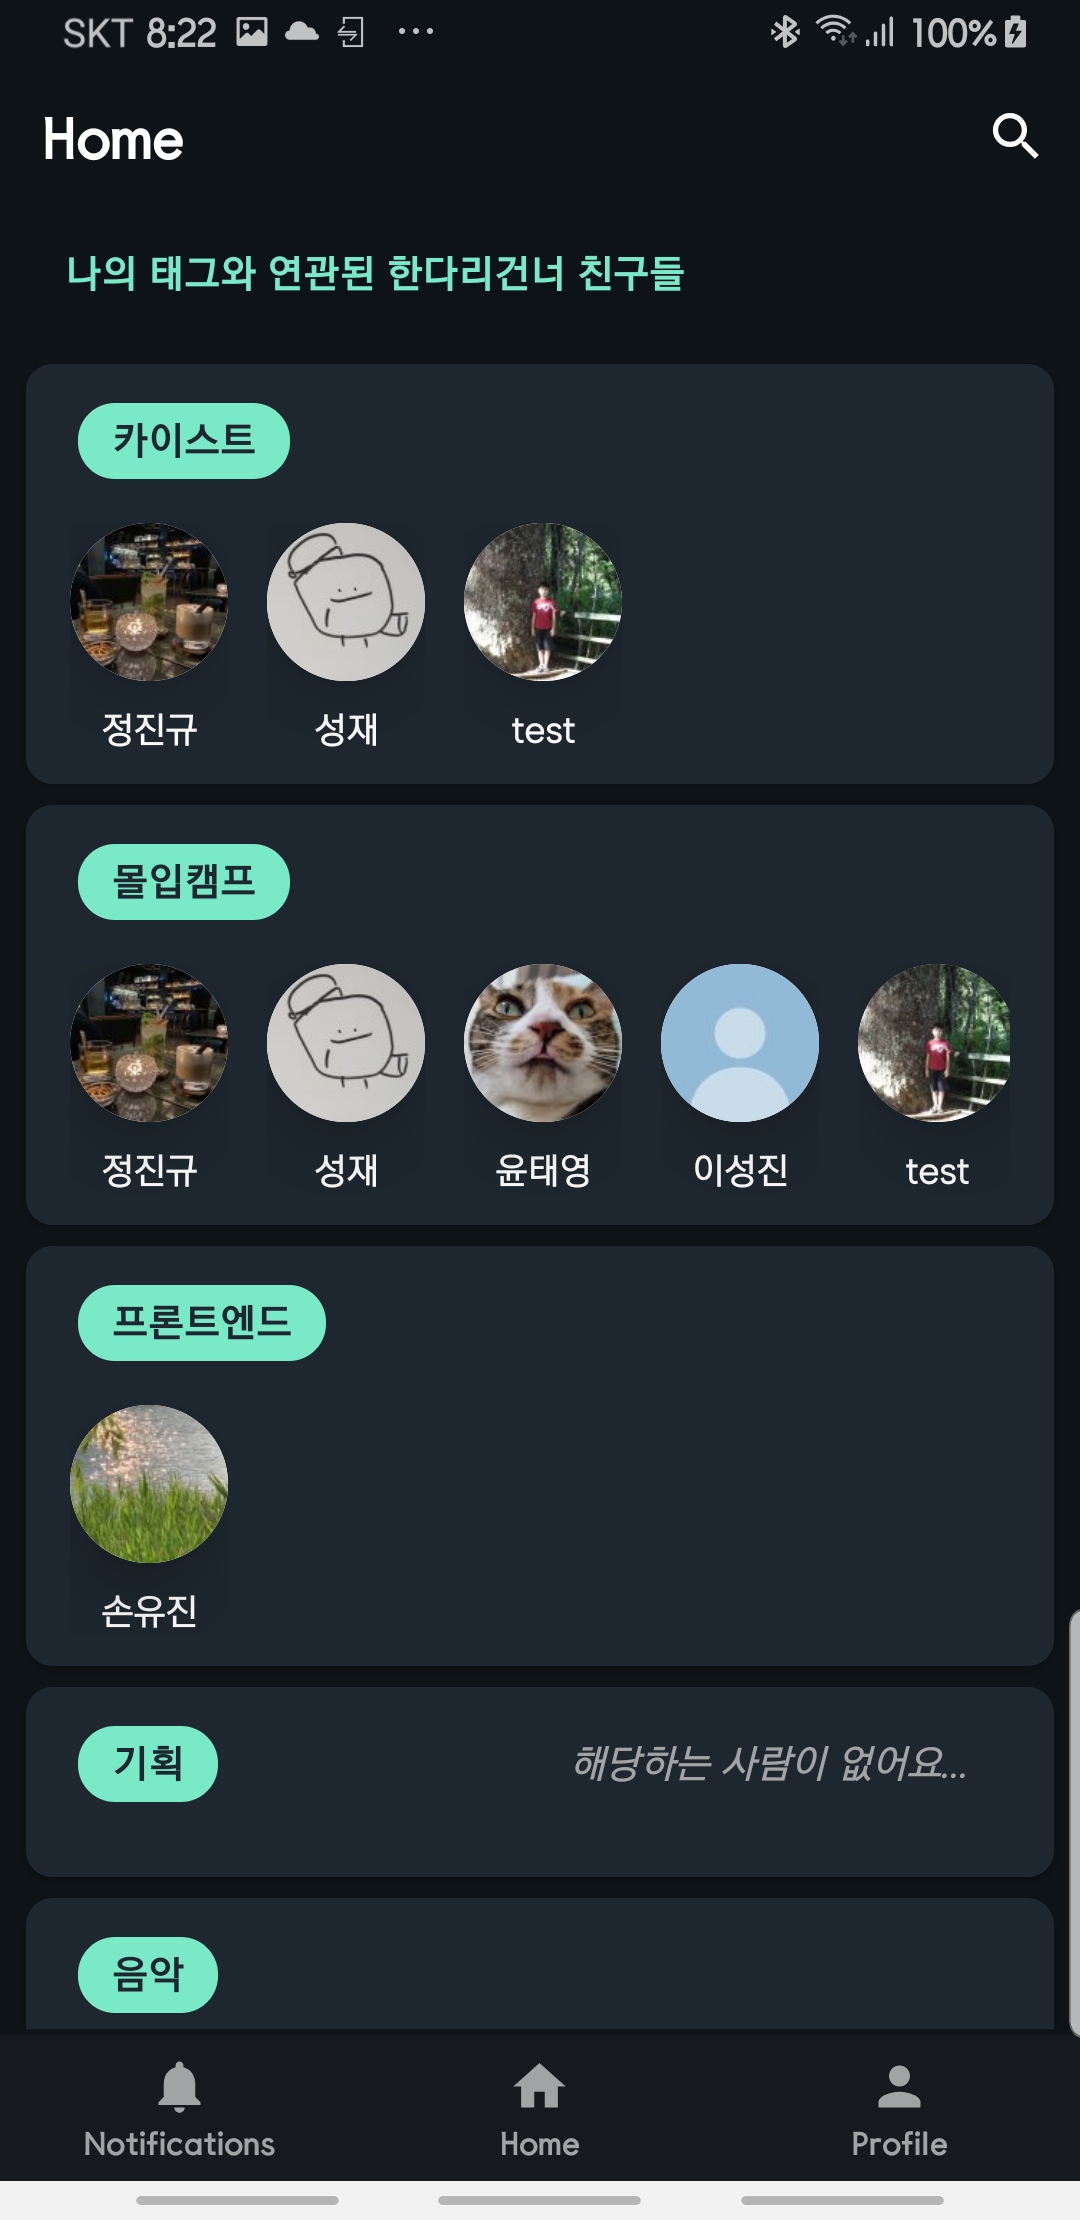 SKT 8:22 ... 100%
Home
나의 태그와 연관된 한다리건너 친구들
카이스트
정진규 성재 test
몰입캠프
정진규 성재 윤태영 이성진 test
프론트엔드
손유진
기획 해당하는 사람이 없어요...
음악
Notifications Home Profile